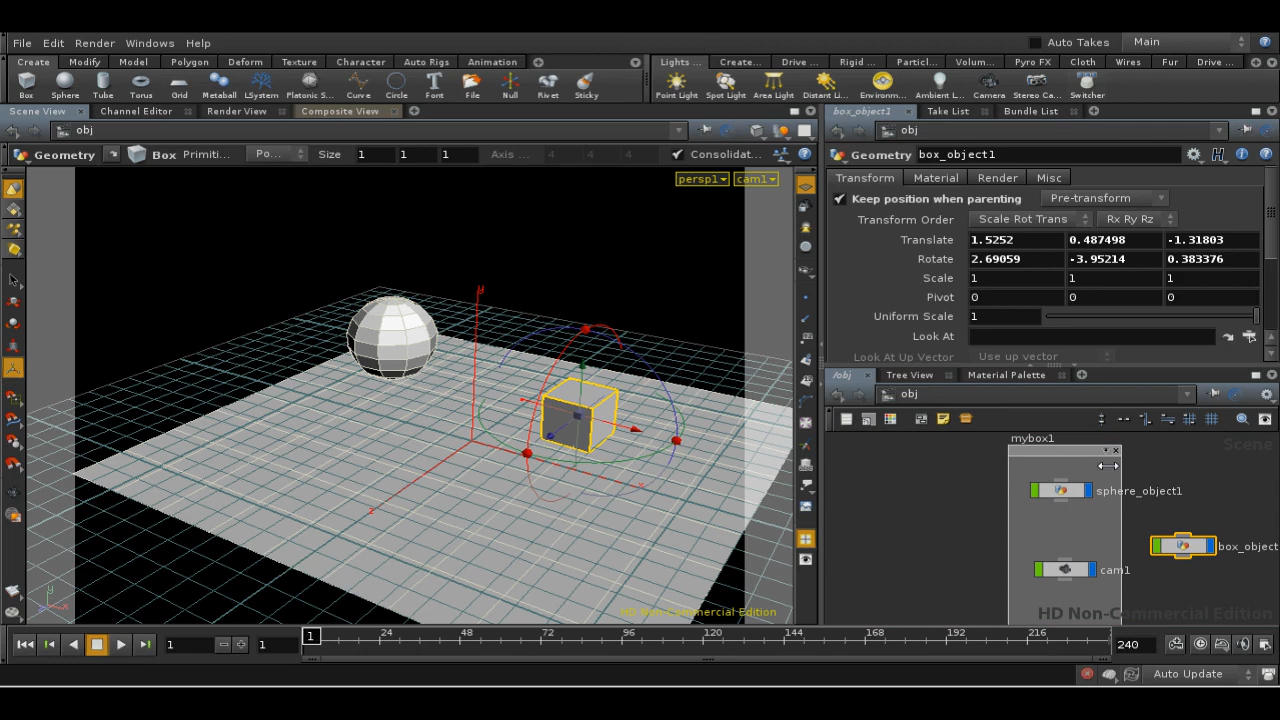 File Edit Render Windows Help Auto Takes Main
Create Modify Model Polygon Deform Texture Character Auto Rigs Animation Lights ... Create... Drive ... Rigid ... Particl... Volum... Pyro FX Cloth Wires Fur Drive ...
Box Sphere Tube Torus Grid Metaball LSystem Platonic S... Curve Circle Font File Null Rivet Sticky Point Light Spot Light Area Light Distant Li... Environm... Ambient L... Camera Stereo Ca... Switcher
Scene View Channel Editor Render View Composite View box_object1 Take List Bundle List
obj obj
Geometry Box Primiti... Po... Size 1 1 1 Axis ... 4 4 4 Consolidat... Geometry box_object1
persp1 cam1 Transform Material Render Misc
Keep position when parenting Pre-transform
Transform Order Scale Rot Trans Rx Ry Rz
Translate 1.5252 0.487498 -1.31803
Rotate 2.69059 -3.95214 0.383376
Scale 1 1 1
Pivot 0 0 0
Uniform Scale 1
Look At
Look At Up Vector Use up vector
/obj Tree View Material Palette
obj
mybox1
Scene
sphere_object1
box_object
cam1
y
x
z
y
z x
HD Non-Commercial Edition HD Non-Commercial Edition
1 1 1 24 48 72 96 120 144 168 192 216 240
Auto Update